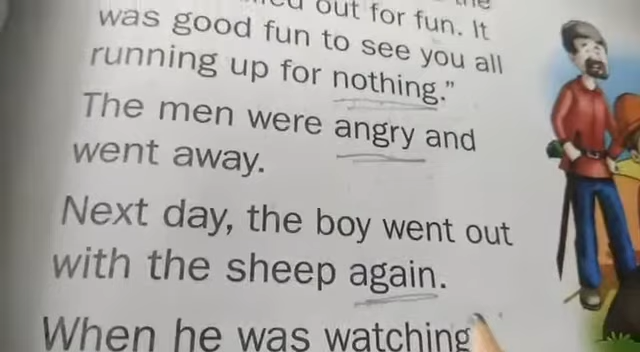 out for fun. It
was good fun to see you all
running up for nothing."
The men were angry and
went away.
Next day, the boy went out
with the sheep again.
When he was watching